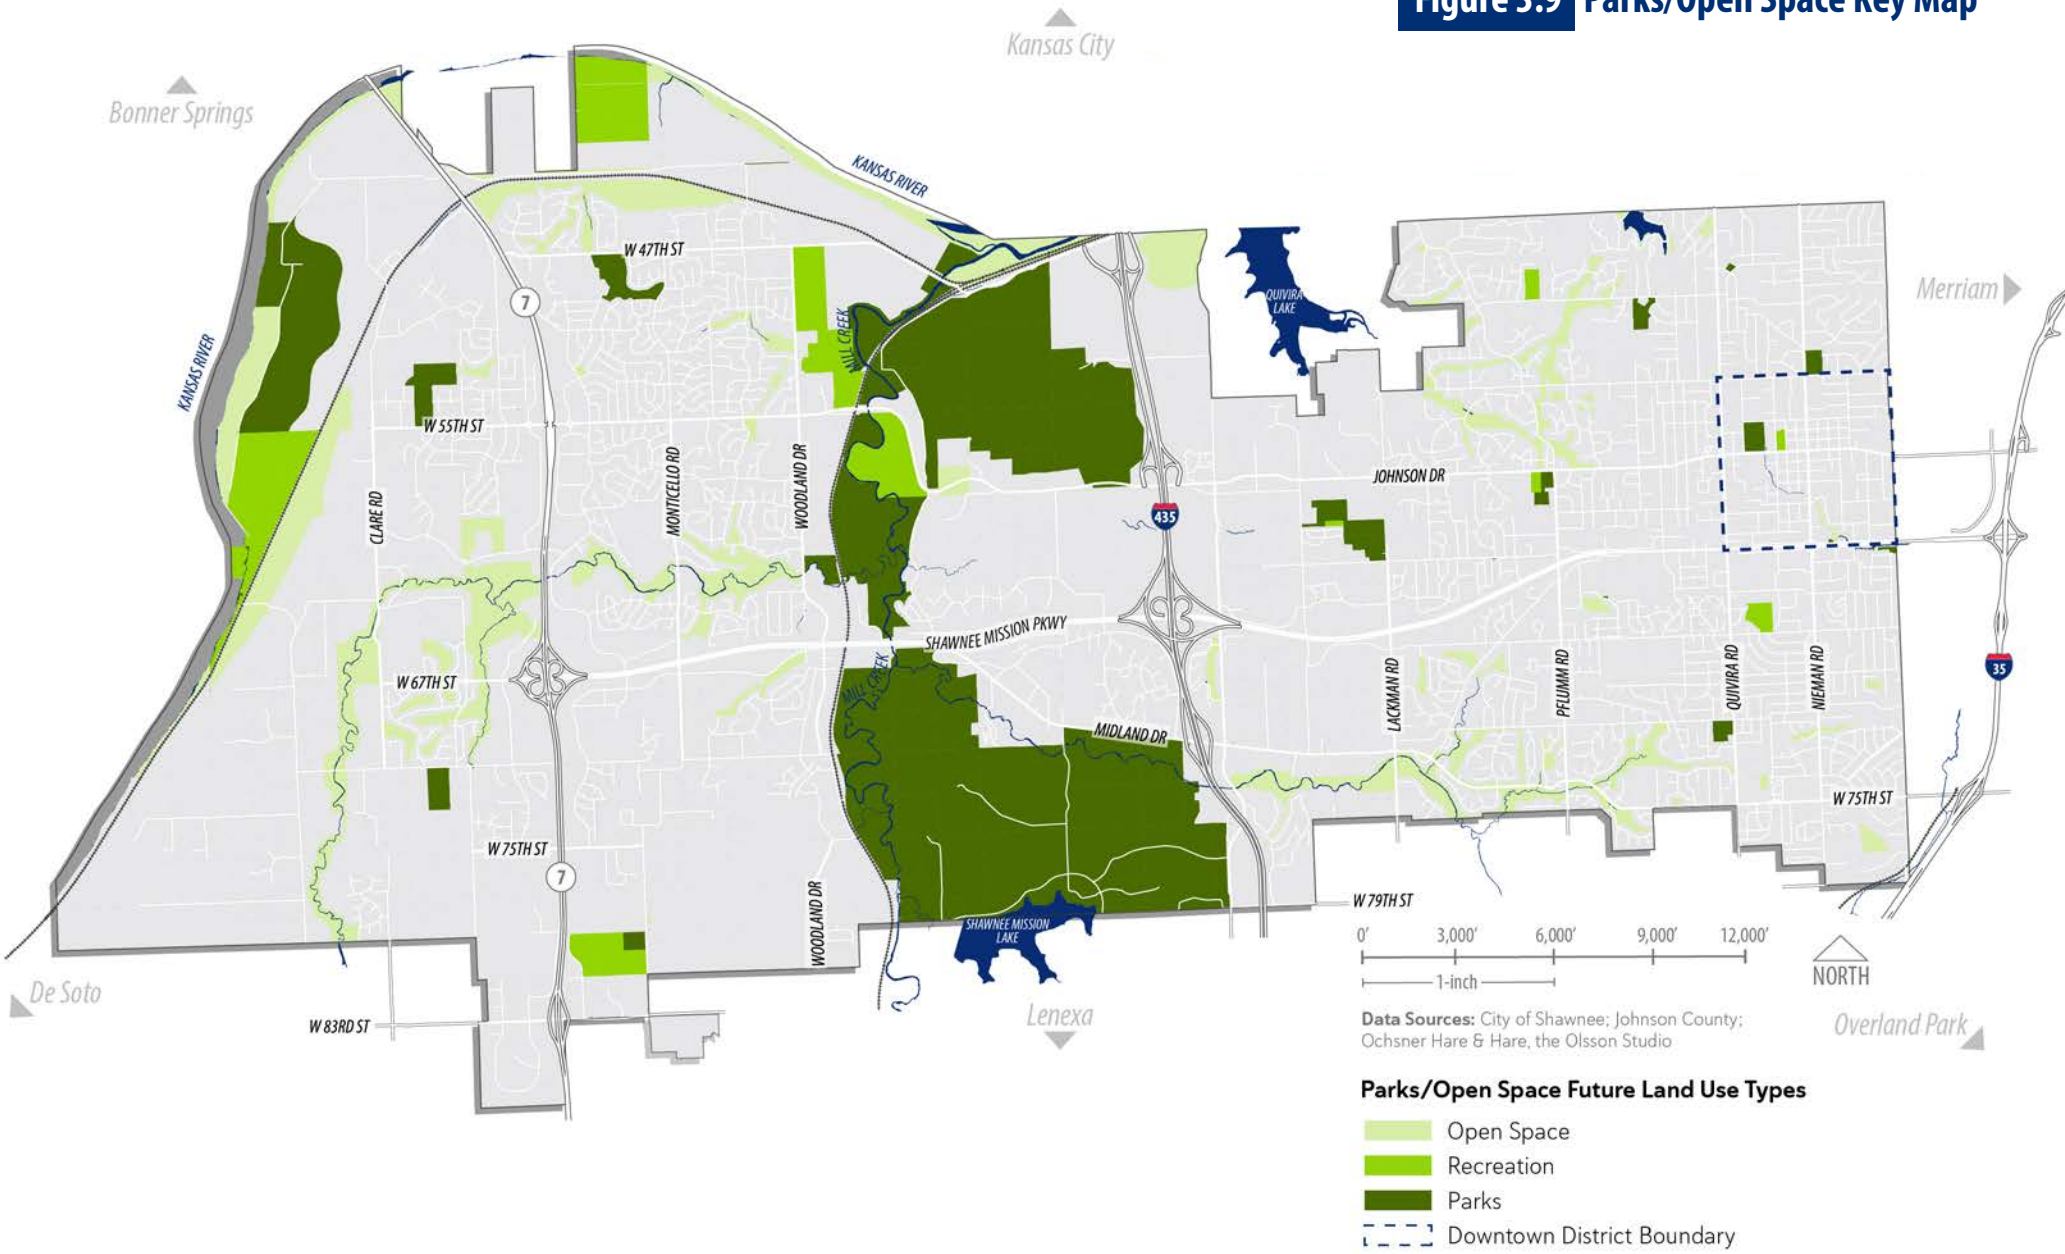 Figure 3.9 Parks/Open Space Key Map
Kansas City
Bonner Springs
KANSAS RIVER
W 47TH ST
7
QUIVIRA
LAKE
Merriam
MILL CREEK
KANSAS RIVER
W 55TH ST
MONTICELLO RD
WOODLAND DR
JOHNSON DR
CLARE RD
435
SHAWNEE MISSION PKWY
W 67TH ST
MILL CREEK
LACKMAN RD
PFLUMM RD
QUIVIRA RD
NIEMAN RD
35
MIDLAND DR
W 75TH ST
W 75TH ST
7
WOODLAND DR
W 79TH ST
SHAWNEE MISSION
LAKE
0' 3,000' 6,000' 9,000' 12,000'
1-inch
NORTH
De Soto
Lenexa
W 83RD ST
Data Sources: City of Shawnee; Johnson County;
Ochsner Hare & Hare, the Olsson Studio
Overland Park
Parks/Open Space Future Land Use Types
Open Space
Recreation
Parks
Downtown District Boundary